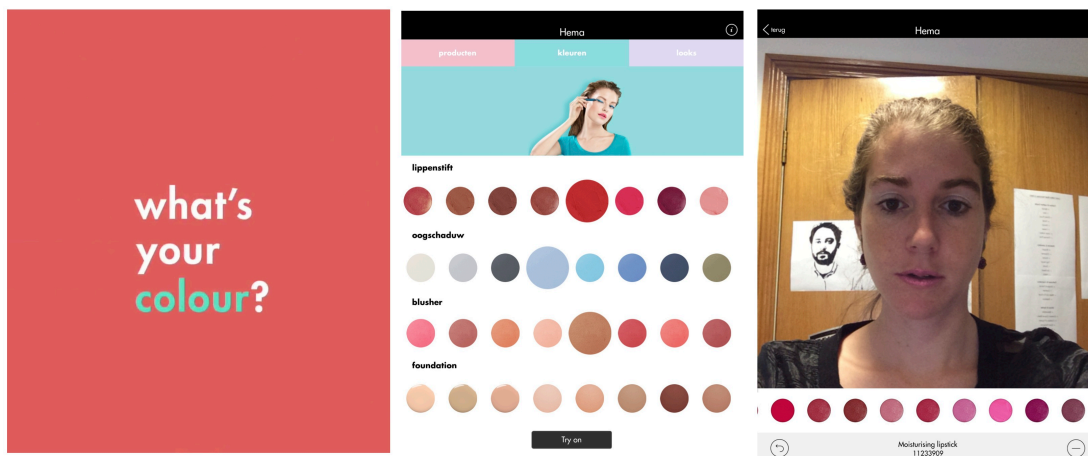 what's
your
colour?
Hema
producten
kleuren
looks
lippenstift
oogschaduw
blusher
foundation
Try on
terug
Hema
Moisturising lipstick
11233909